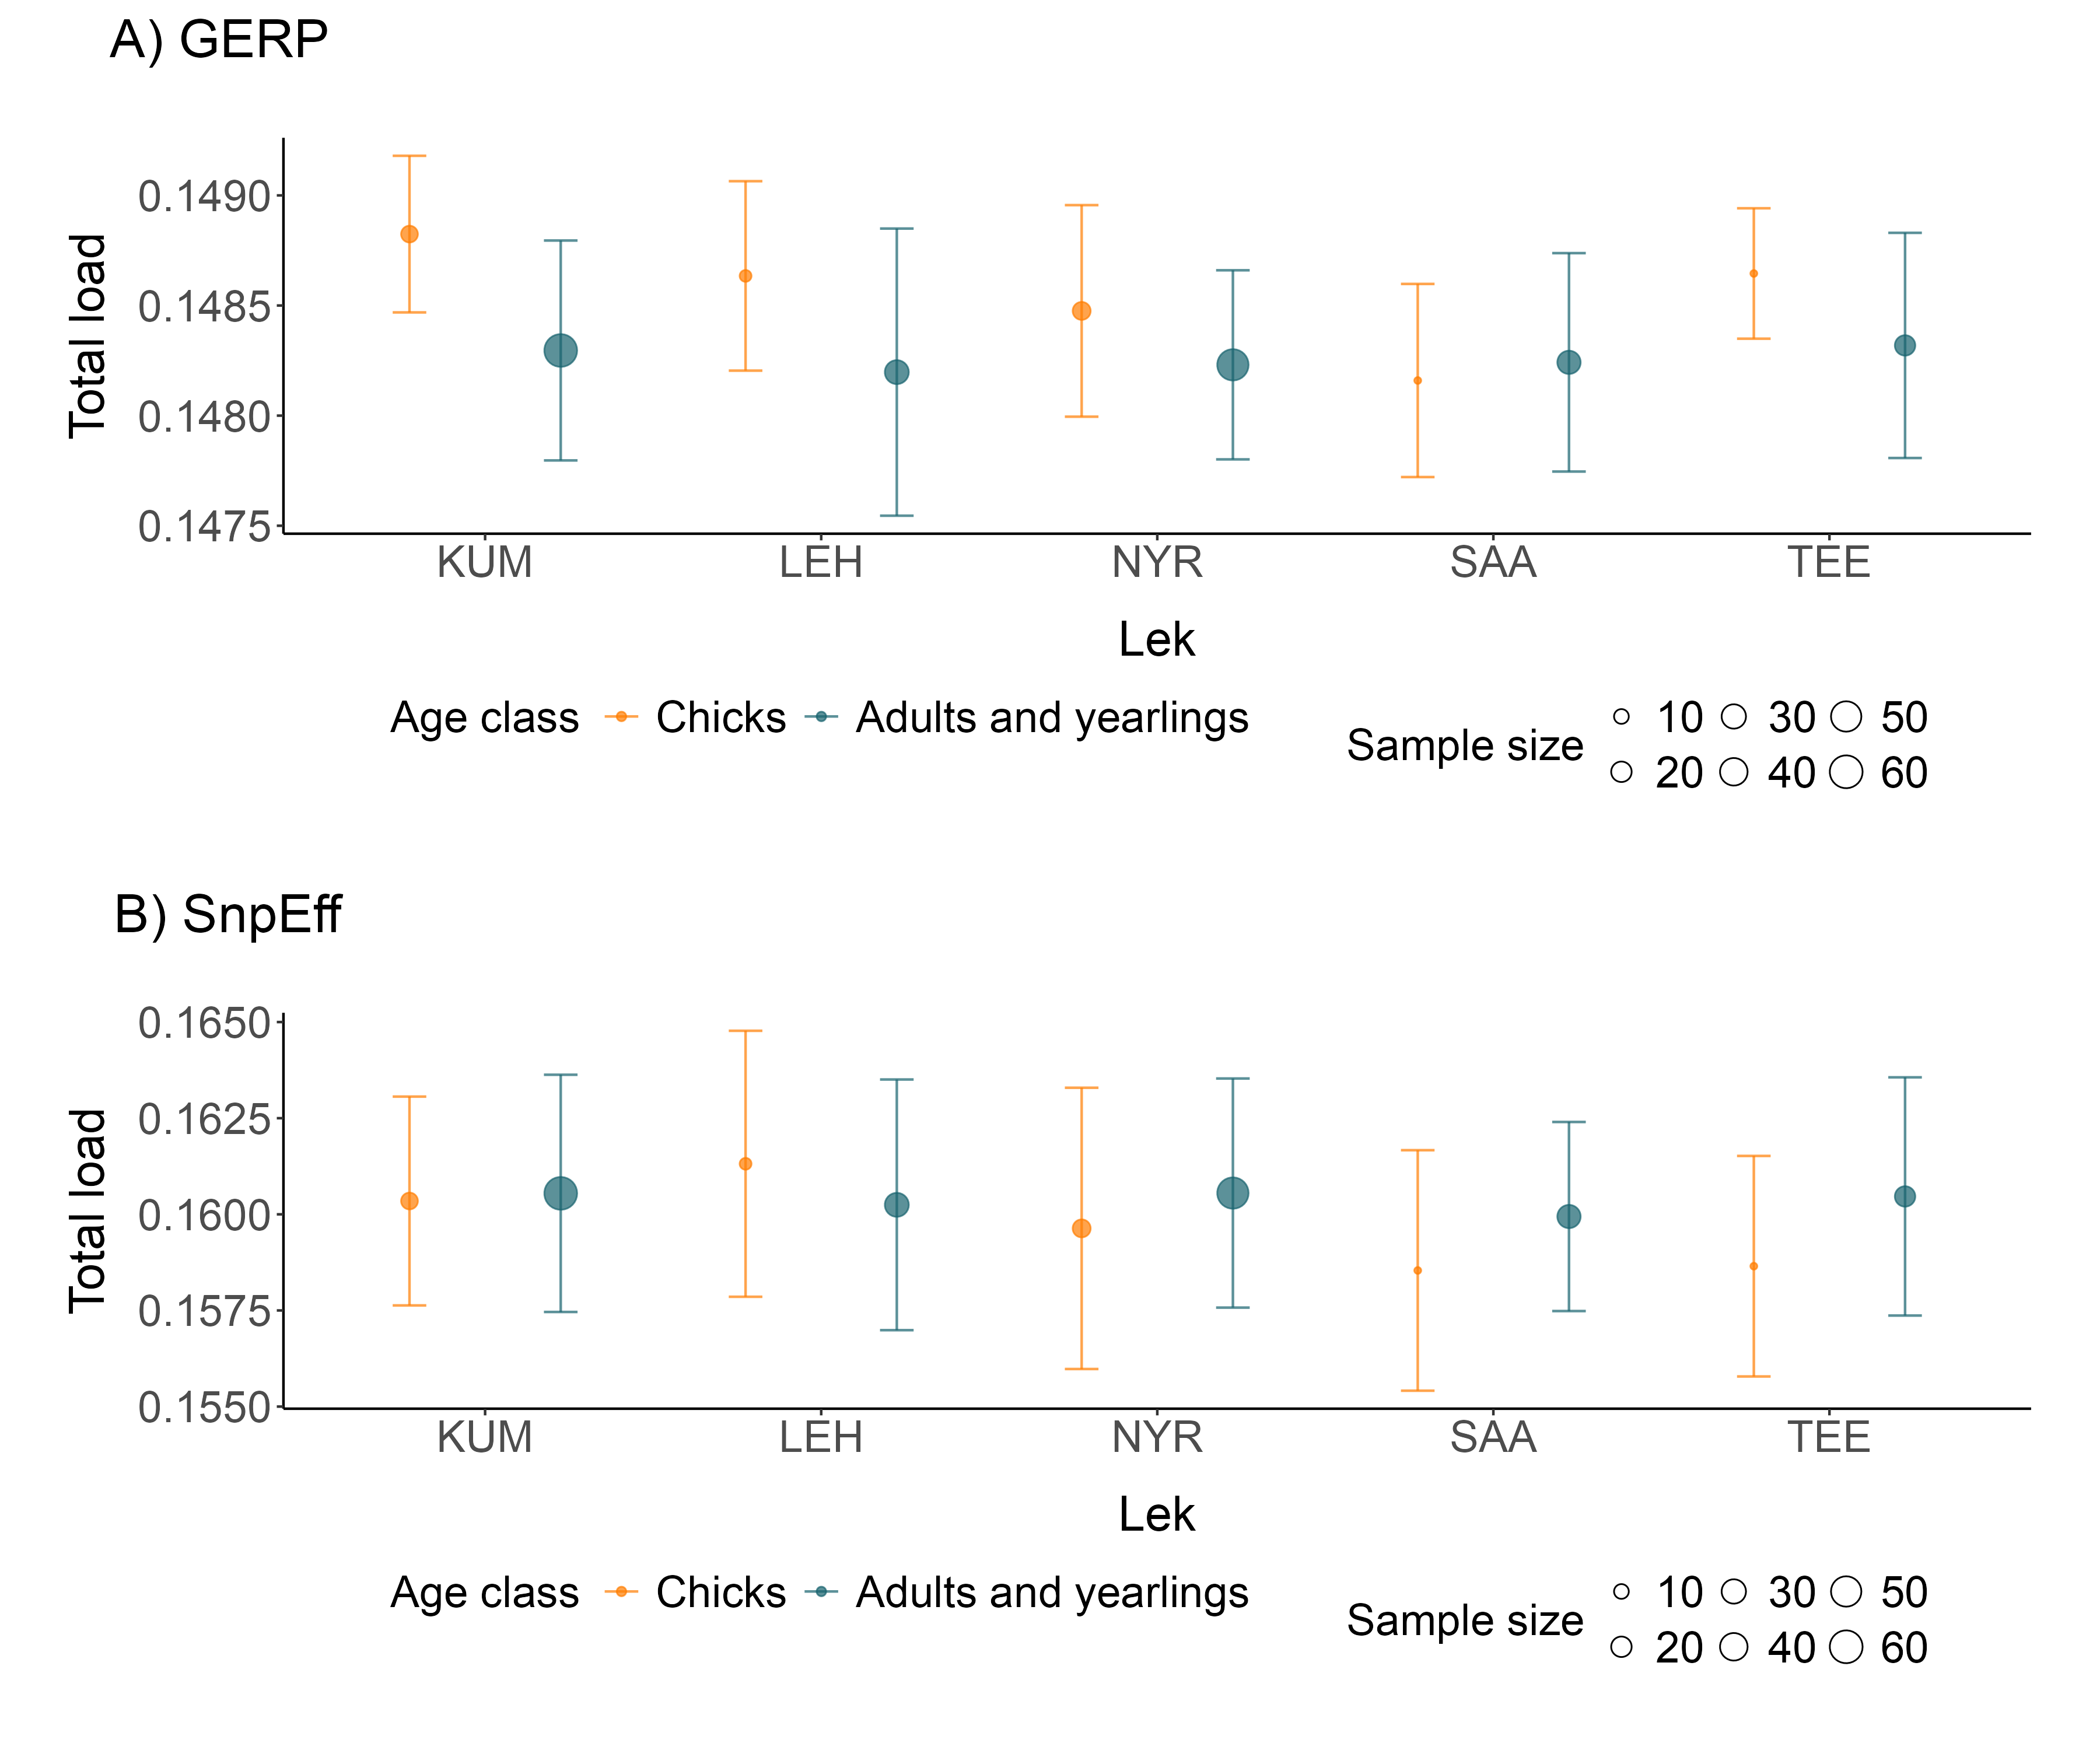 A) GERP
0.1490
0.1485
0.1480
0.1475
Total load
KUM LEH NYR SAA TEE
Lek
Age class Chicks Adults and yearlings
Sample size
10 30 50
20 40 60
B) SnpEff
0.1650
0.1625
0.1600
0.1575
0.1550
Total load
KUM LEH NYR SAA TEE
Lek
Age class Chicks Adults and yearlings
Sample size
10 30 50
20 40 60